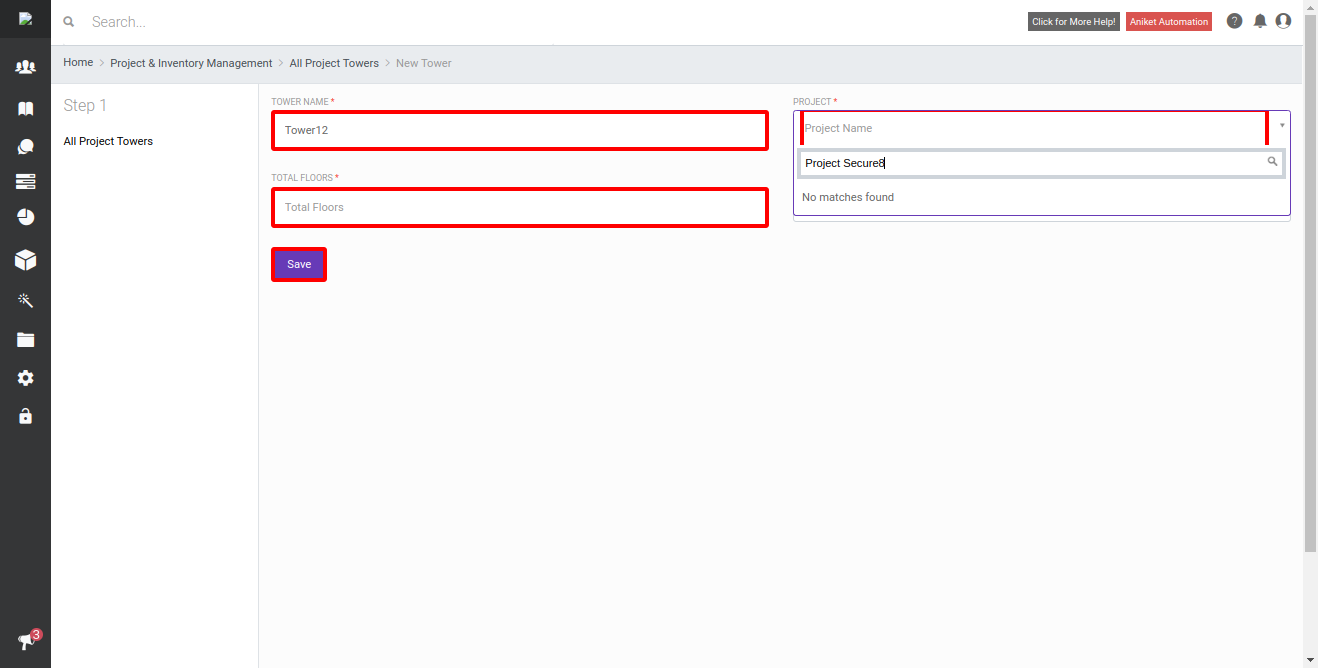 Search...
Click for More Help!
Aniket Automation
?
Home > Project & Inventory Management > All Project Towers > New Tower
Step 1
All Project Towers
TOWER NAME *
Tower12
TOTAL FLOORS *
Total Floors
Save
PROJECT *
Project Name
Project Secure8
No matches found
3